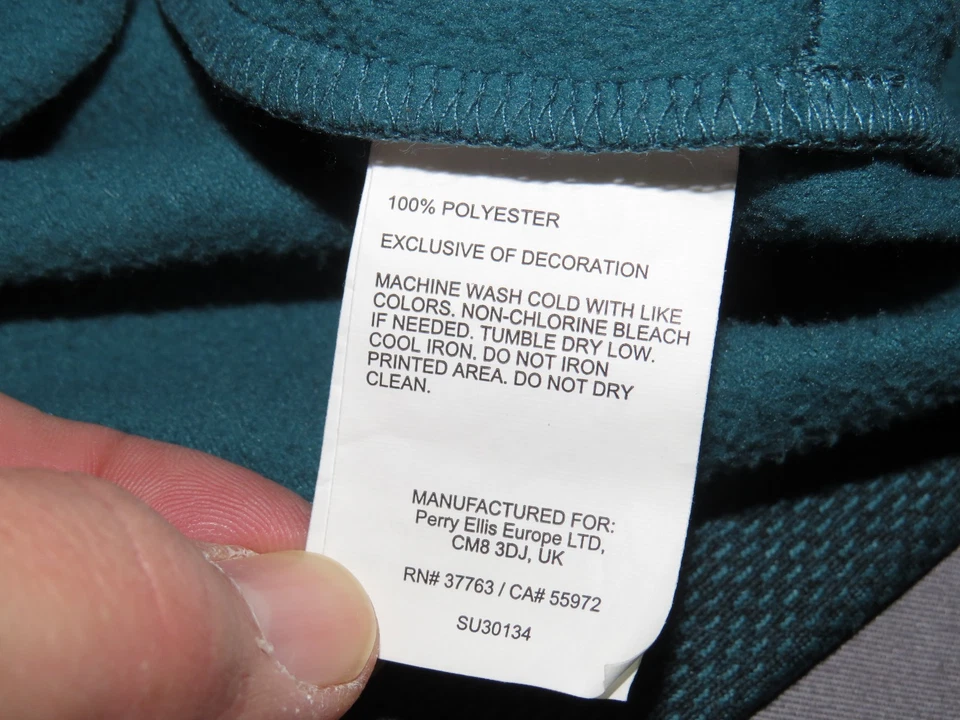 100% POLYESTER
EXCLUSIVE OF DECORATION
MACHINE WASH COLD WITH LIKE
COLORS. NON-CHLORINE BLEACH
IF NEEDED. TUMBLE DRY LOW.
COOL IRON. DO NOT IRON
PRINTED AREA. DO NOT DRY
CLEAN.
MANUFACTURED FOR:
Perry Ellis Europe LTD,
CM8 3DJ, UK
RN# 37763 / CA# 55972
SU30134